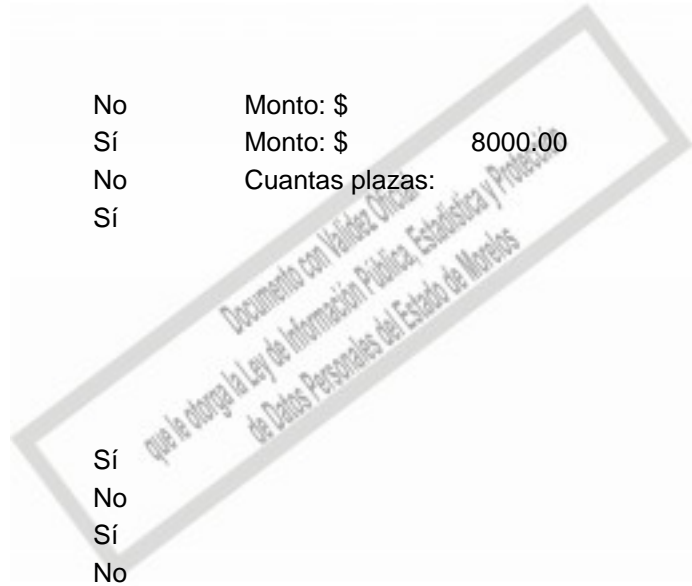 No Monto: $
Sí Monto: $ 8000.00
No Cuantas plazas:
Sí
Documento con Validez Oficial
que le otorga la Ley de Información Pública, Estadística y Protección
de Datos Personales del Estado de Morelos
Sí
No
Sí
No